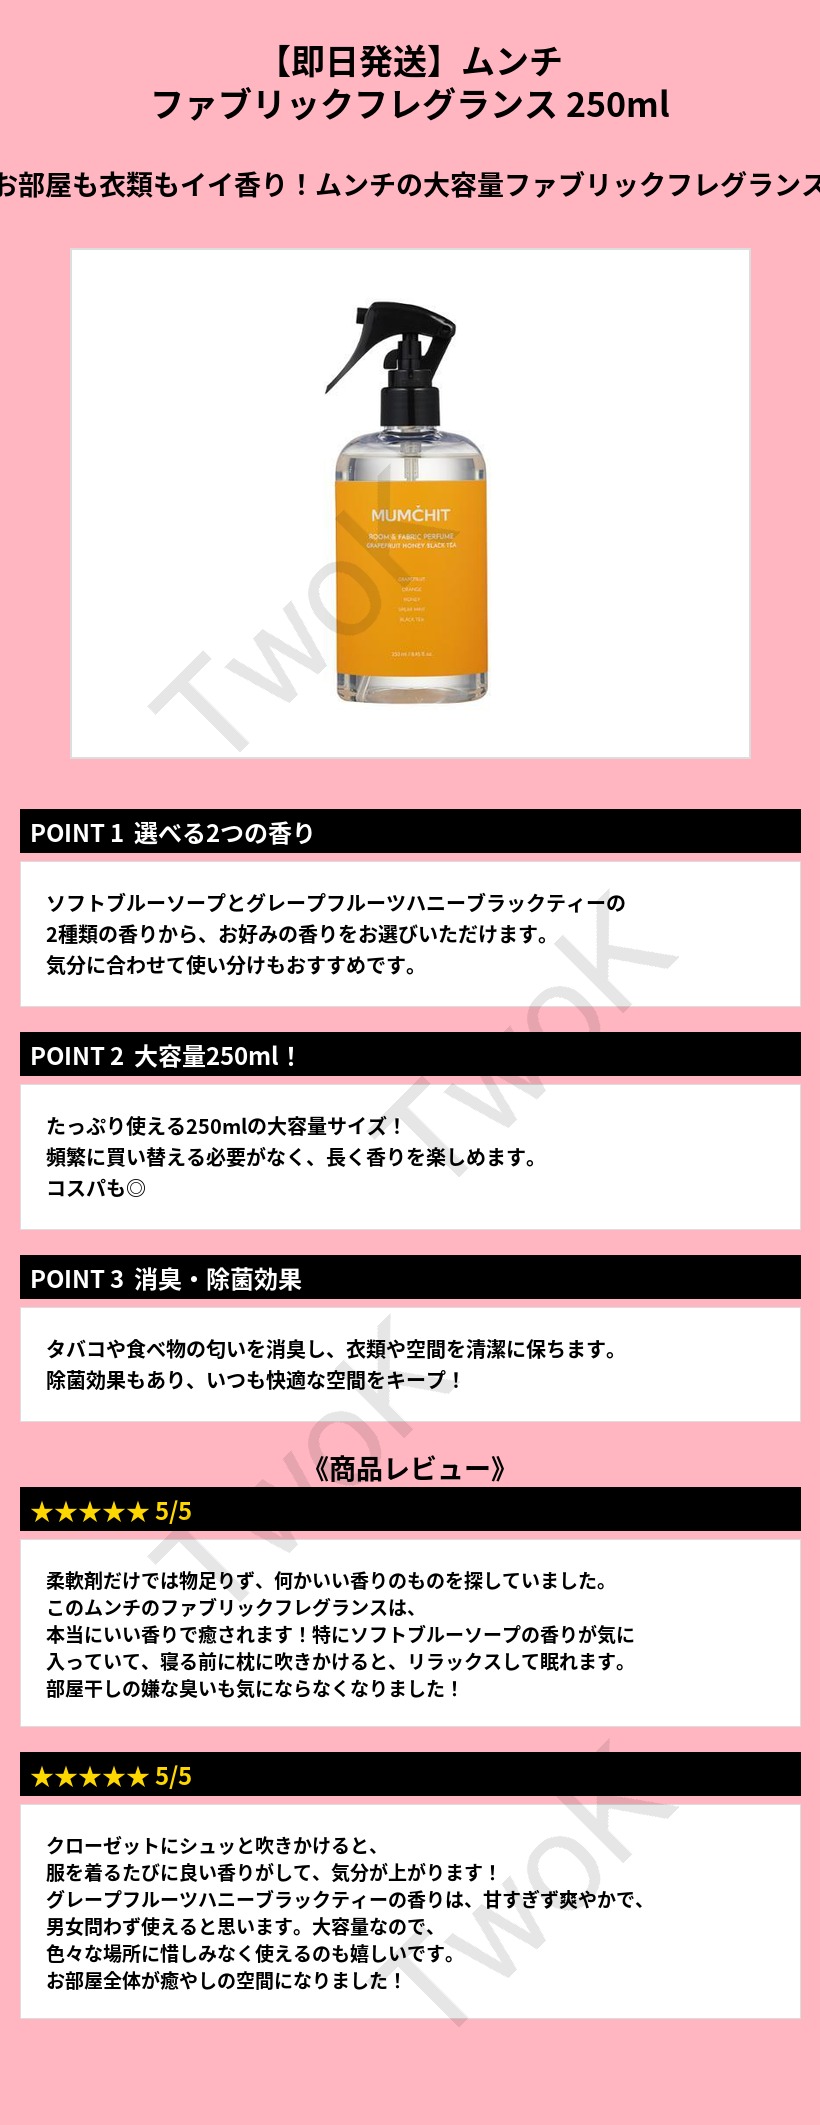 【即日発送】ムンチ
ファブリックフレグランス 250ml
お部屋も衣類もイイ香り！ムンチの大容量ファブリックフレグランス
MUMCHIT
ROOM & FABRIC PERFUME
GRAPEFRUIT HONEY BLACK TEA
GRAPEFRUIT
ORANGE
HONEY
SPEAR MINT
BLACK TEA
250 ml / 8.45 fl. oz.
TwoK
POINT 1 選べる2つの香り
ソフトブルーソープとグレープフルーツハニーブラックティーの
2種類の香りから、お好みの香りをお選びいただけます。
気分に合わせて使い分けもおすすめです。
POINT 2 大容量250ml！
たっぷり使える250mlの大容量サイズ！
頻繁に買い替える必要がなく、長く香りを楽しめます。
コスパも◎
TwoK
POINT 3 消臭・除菌効果
タバコや食べ物の匂いを消臭し、衣類や空間を清潔に保ちます。
除菌効果もあり、いつも快適な空間をキープ！
《商品レビュー》
★★★★★ 5/5
TwoK
柔軟剤だけでは物足りず、何かいい香りのものを探していました。
このムンチのファブリックフレグランスは、
本当にいい香りで癒されます！特にソフトブルーソープの香りが気に
入っていて、寝る前に枕に吹きかけると、リラックスして眠れます。
部屋干しの嫌な臭いも気にならなくなりました！
★★★★★ 5/5
クローゼットにシュッと吹きかけると、
服を着るたびに良い香りがして、気分が上がります！
グレープフルーツハニーブラックティーの香りは、甘すぎず爽やかで、
男女問わず使えると思います。大容量なので、
色々な場所に惜しみなく使えるのも嬉しいです。
お部屋全体が癒やしの空間になりました！
TwoK